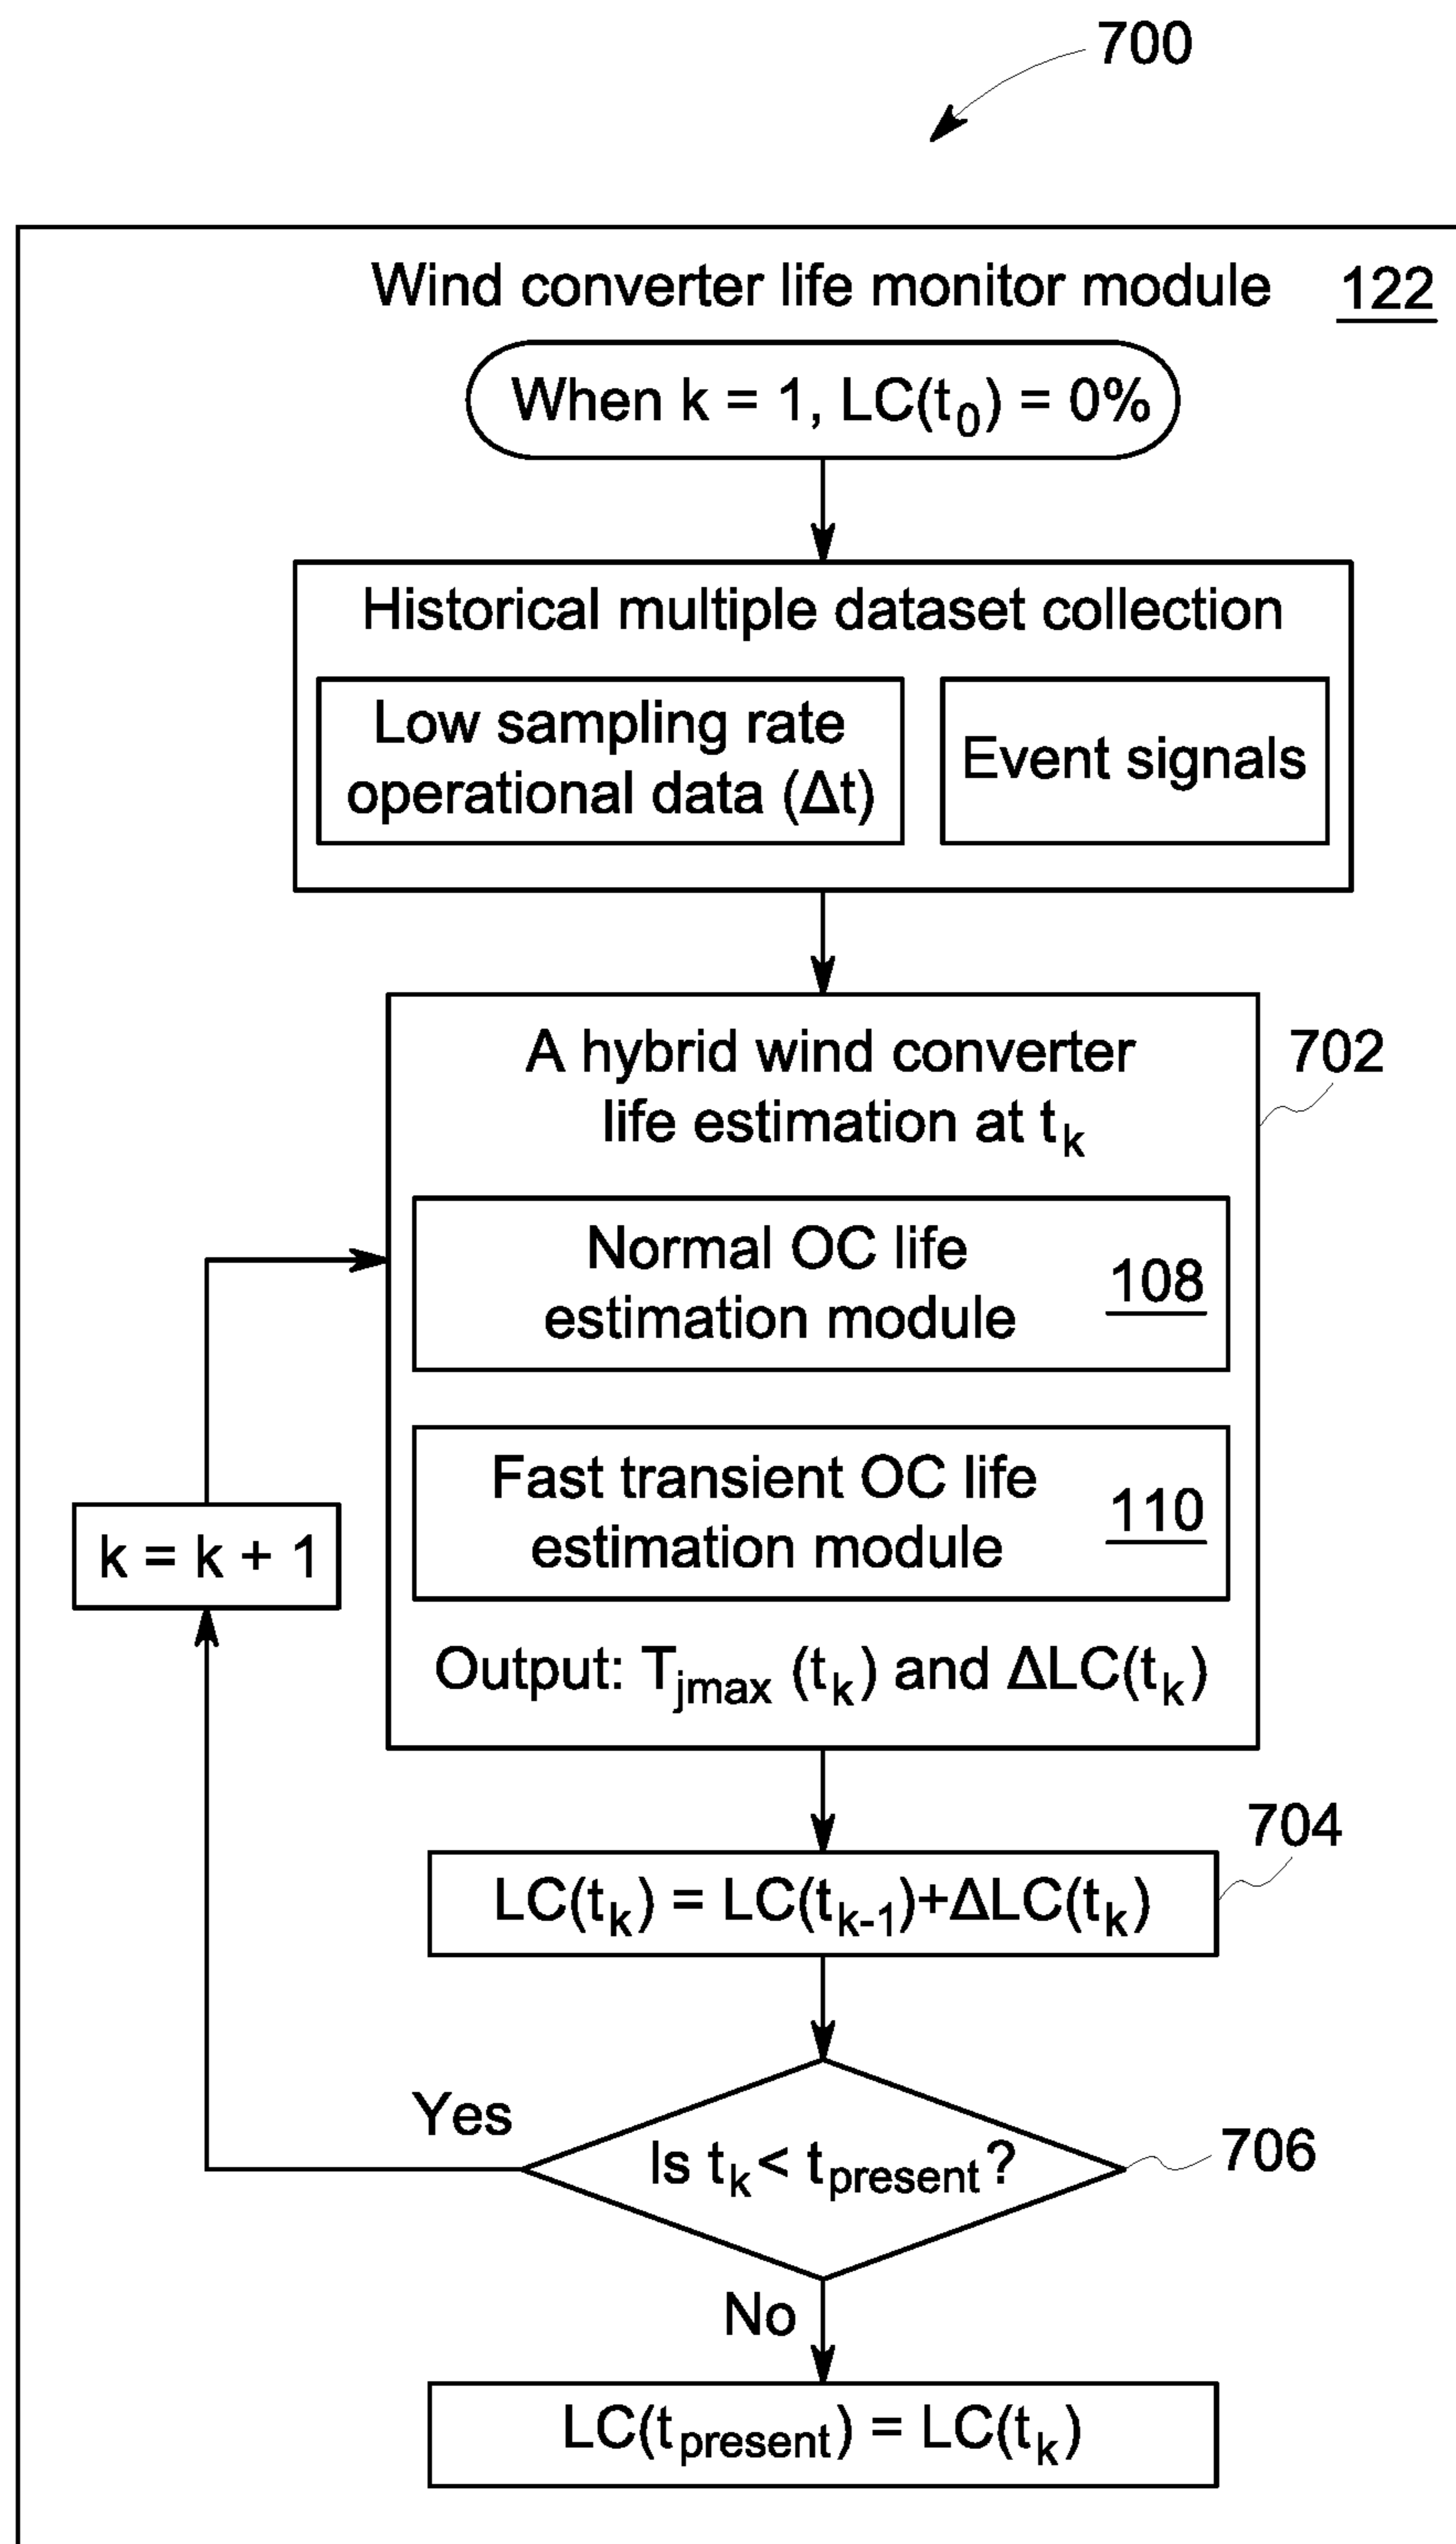 700
Wind converter life monitor module 122
When k = 1, LC(t0) = 0%
Historical multiple dataset collection
Low sampling rate
operational data (Δt)
Event signals
A hybrid wind converter
life estimation at tk
702
Normal OC life
estimation module
108
Fast transient OC life
estimation module
110
k = k + 1
Output: Tjmax (tk) and ΔLC(tk)
704
LC(tk) = LC(tk-1)+ΔLC(tk)
Yes
Is tk < tpresent?
706
No
LC(tpresent) = LC(tk)